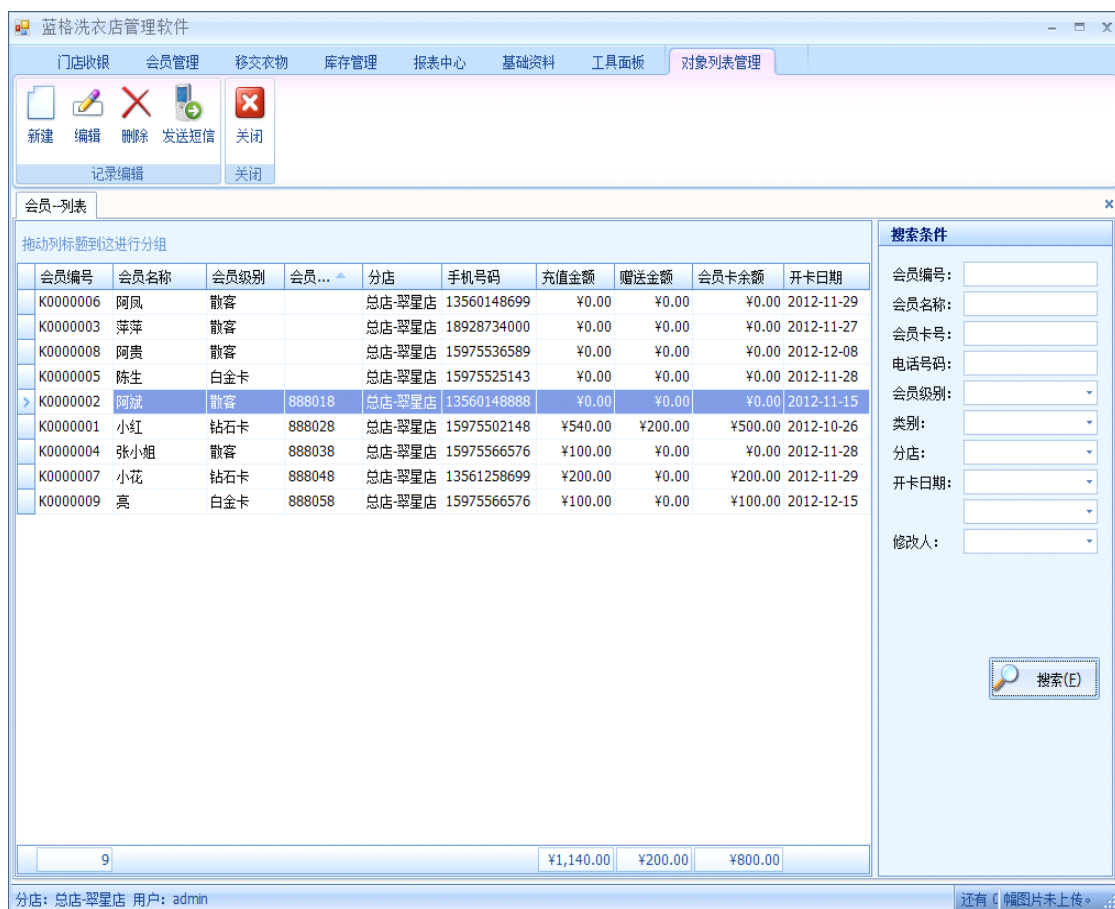 蓝格洗衣店管理软件
门店收银 会员管理 移交衣物 库存管理 报表中心 基础资料 工具面板 对象列表管理
新建 编辑 删除 发送短信 关闭
记录编辑 关闭
会员--列表
拖动列标题到这进行分组
会员编号 会员名称 会员级别 会员... 分店 手机号码 充值金额 赠送金额 会员卡余额 开卡日期
K0000006 阿凤 散客 总店-翠星店 13560148699 ¥0.00 ¥0.00 ¥0.00 2012-11-29
K0000003 萍萍 散客 总店-翠星店 18928734000 ¥0.00 ¥0.00 ¥0.00 2012-11-27
K0000008 阿贵 散客 总店-翠星店 15975536589 ¥0.00 ¥0.00 ¥0.00 2012-12-08
K0000005 陈生 白金卡 总店-翠星店 15975525143 ¥0.00 ¥0.00 ¥0.00 2012-11-28
K0000002 阿斌 散客 888018 总店-翠星店 13560148888 ¥0.00 ¥0.00 ¥0.00 2012-11-15
K0000001 小红 钻石卡 888028 总店-翠星店 15975502148 ¥540.00 ¥200.00 ¥500.00 2012-10-26
K0000004 张小姐 散客 888038 总店-翠星店 15975566576 ¥100.00 ¥0.00 ¥0.00 2012-11-28
K0000007 小花 钻石卡 888048 总店-翠星店 13561258699 ¥200.00 ¥0.00 ¥200.00 2012-11-29
K0000009 亮 白金卡 888058 总店-翠星店 15975566576 ¥100.00 ¥0.00 ¥100.00 2012-12-15
9 ¥1,140.00 ¥200.00 ¥800.00
搜索条件
会员编号:
会员名称:
会员卡号:
电话号码:
会员级别:
类别:
分店:
开卡日期:
修改人:
搜索(F)
分店: 总店-翠星店 用户: admin
还有 幅图片未上传。